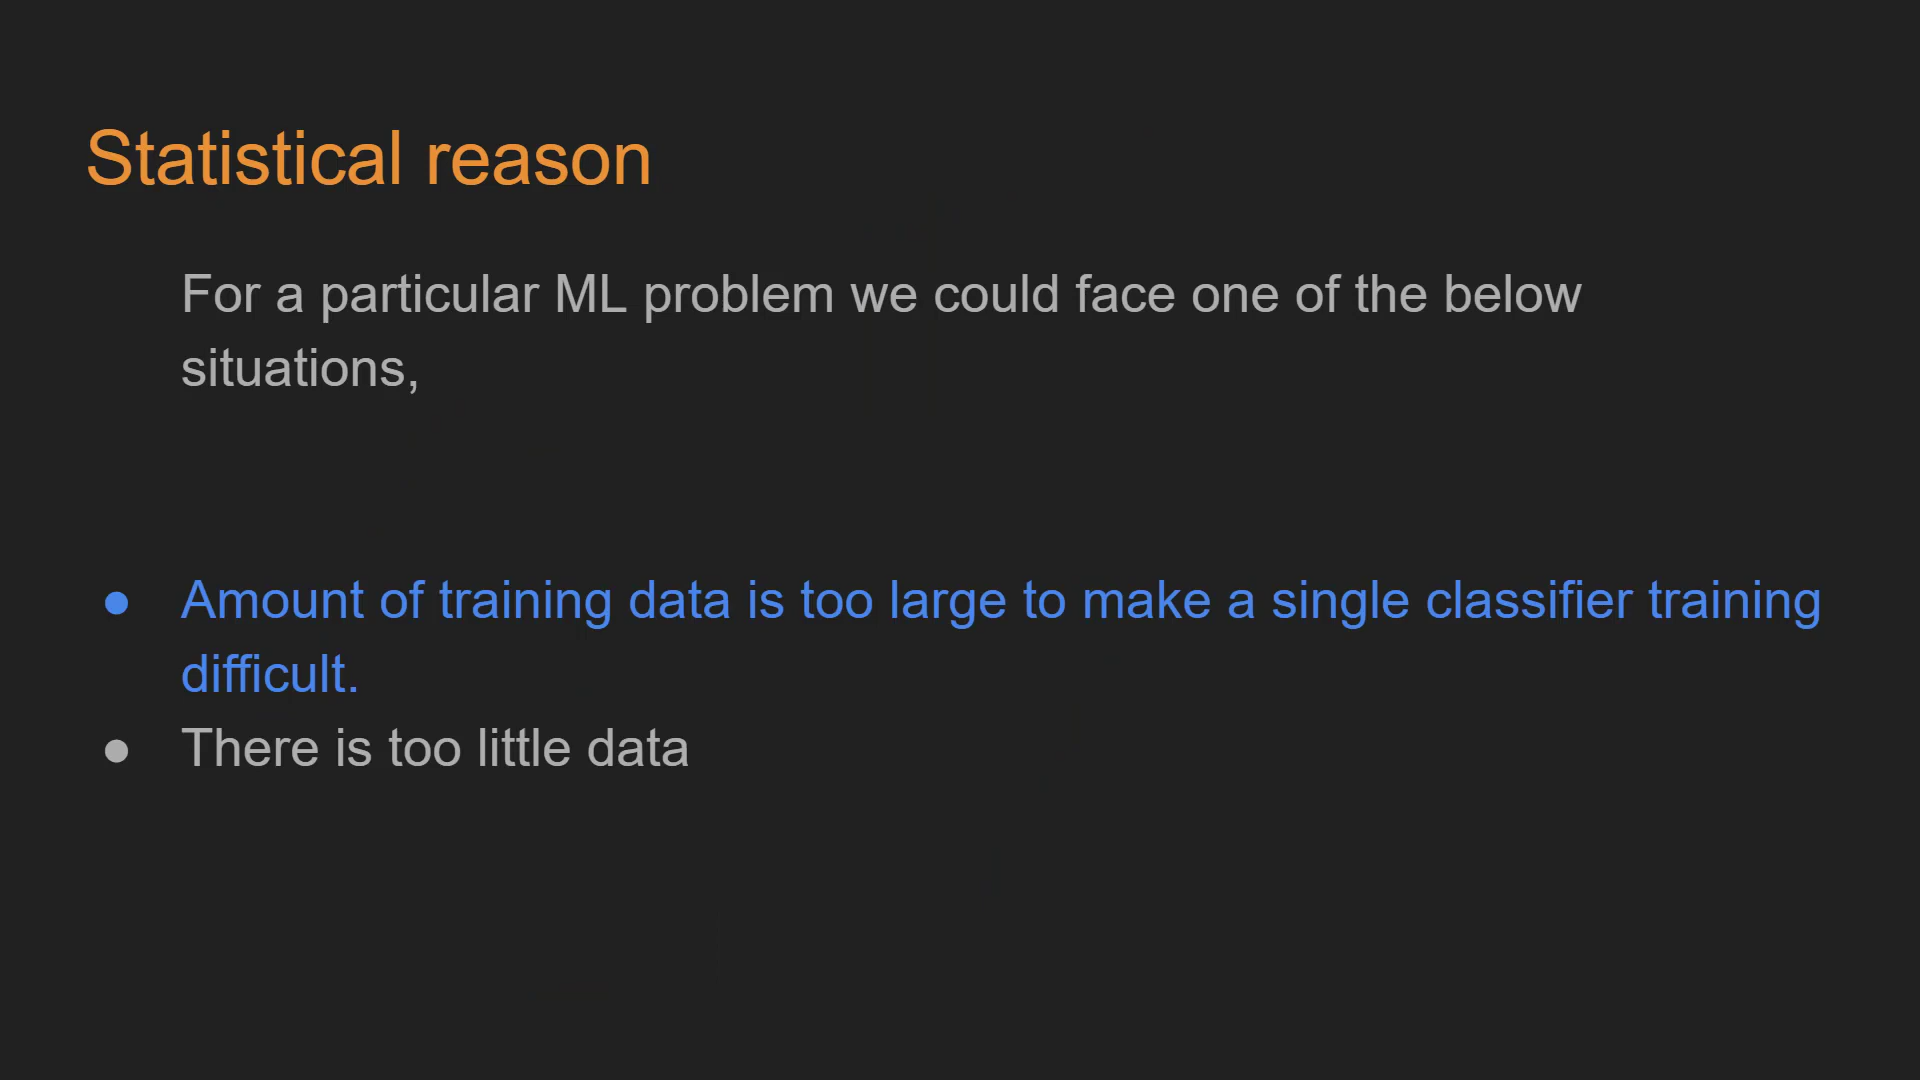 Statistical reason
For a particular ML problem we could face one of the below
situations,
● Amount of training data is too large to make a single classifier training
difficult.
● There is too little data